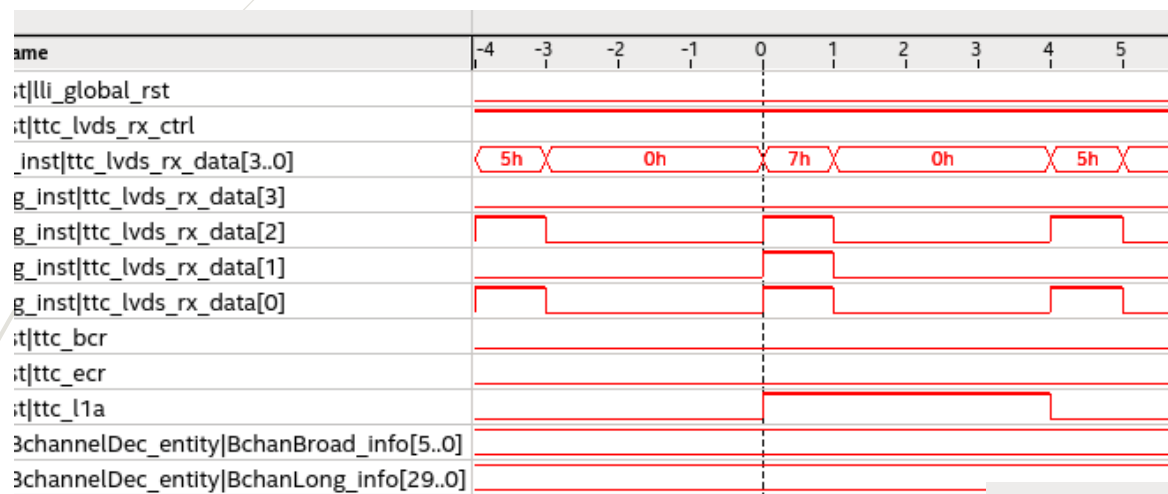 ame -4 -3 -2 -1 0 1 2 3 4 5
st|lli_global_rst
st|ttc_lvds_rx_ctrl
_inst|ttc_lvds_rx_data[3..0] 5h 0h 7h 0h 5h
g_inst|ttc_lvds_rx_data[3]
g_inst|ttc_lvds_rx_data[2]
g_inst|ttc_lvds_rx_data[1]
g_inst|ttc_lvds_rx_data[0]
st|ttc_bcr
st|ttc_ecr
st|ttc_l1a
BchannelDec_entity|BchanBroad_info[5..0]
BchannelDec_entity|BchanLong_info[29..0]